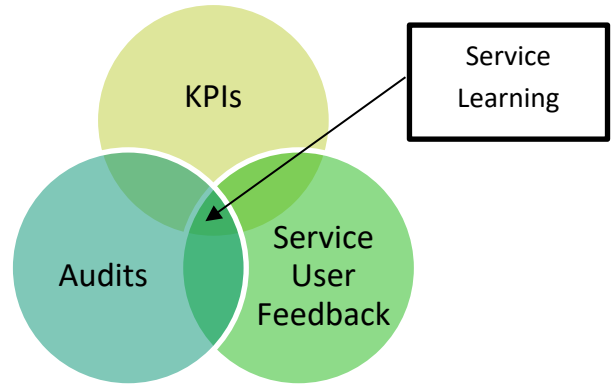 KPIs
Service
Learning
Audits
Service
User
Feedback